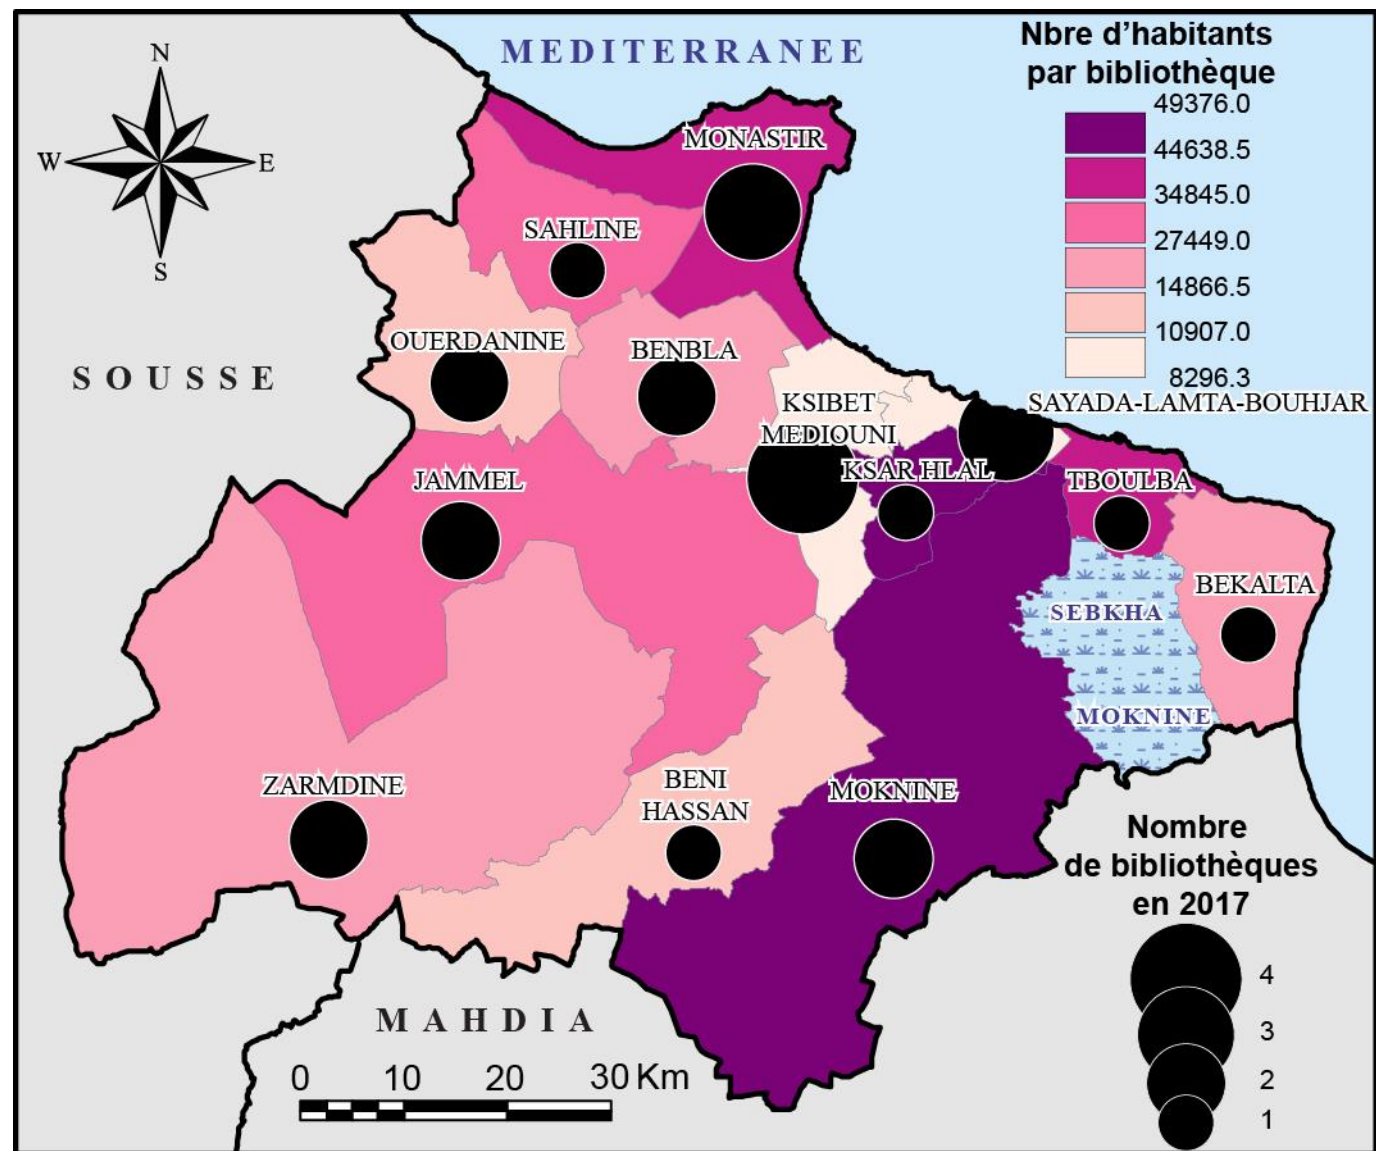 MEDITERRANEE
Nbre d’habitants
par bibliothèque
49376.0
44638.5
34845.0
27449.0
14866.5
10907.0
8296.3
N
W
E
S
MONASTIR
SAHLINE
OUERDANINE
BENBLA
SOUSSE
KSIBET
MEDIOUNI
SAYADA-LAMTA-BOUHJAR
KSAR HLAL
TBOULBA
JAMMEL
BEKALTA
SEBKHA
MOKNINE
ZARMDINE
BENI
HASSAN
MOKNINE
Nombre
de bibliothèques
en 2017
4
3
2
1
MAHDIA
0 10 20 30 Km